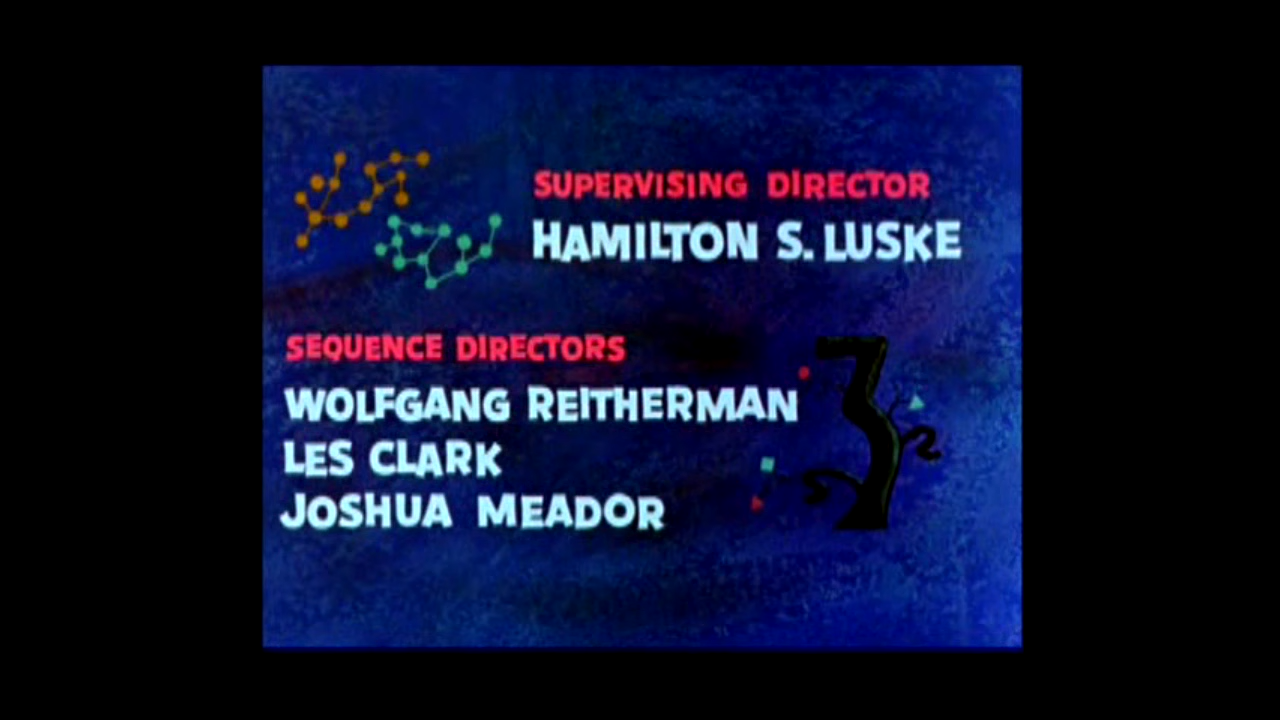 SUPERVISING DIRECTOR
HAMILTON S. LUSKE
SEQUENCE DIRECTORS
WOLFGANG REITHERMAN
LES CLARK
JOSHUA MEADOR